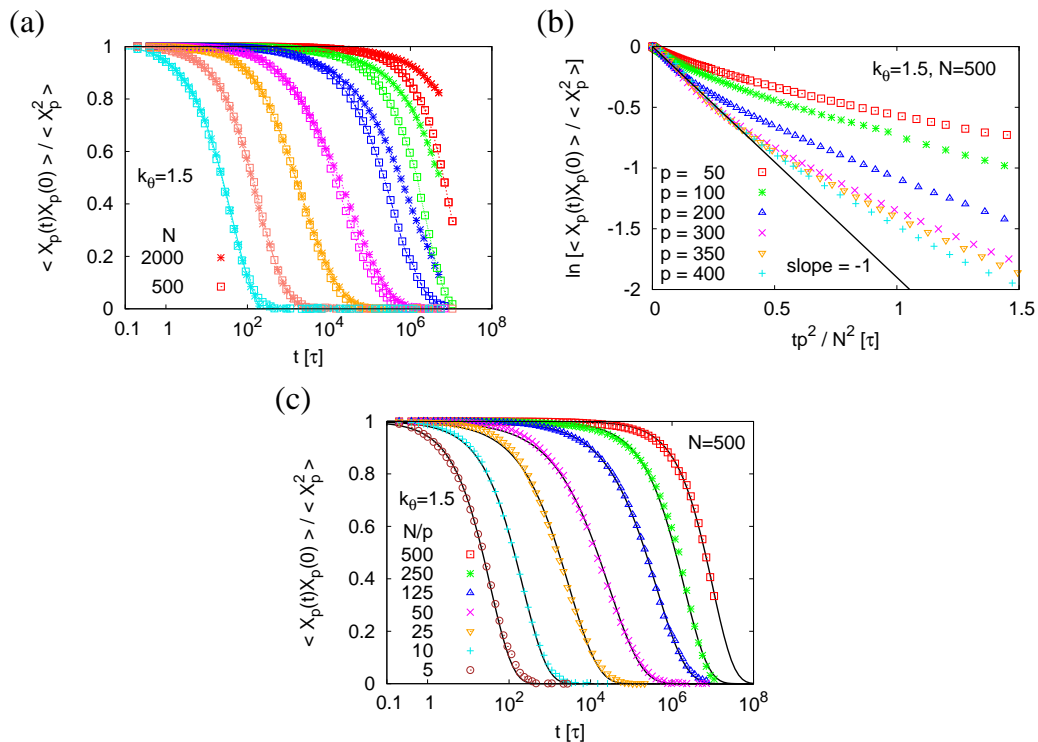 (a)
< X_p(t)X_p(0) > / < X_p^2 >
1
0.8
0.6
0.4
0.2
0
k_θ=1.5
N
2000
500
0.1 1 10^2 10^4 10^6 10^8
t [τ]
(b)
ln [< X_p(t)X_p(0) > / < X_p^2 >]
0
-0.5
-1
-1.5
-2
k_θ=1.5, N=500
p = 50
p = 100
p = 200
p = 300
p = 350
p = 400
slope = -1
0 0.5 1 1.5
tp^2 / N^2 [τ]
(c)
< X_p(t)X_p(0) > / < X_p^2 >
1
0.8
0.6
0.4
0.2
0
N=500
k_θ=1.5
N/p
500
250
125
50
25
10
5
0.1 1 10^2 10^4 10^6 10^8
t [τ]